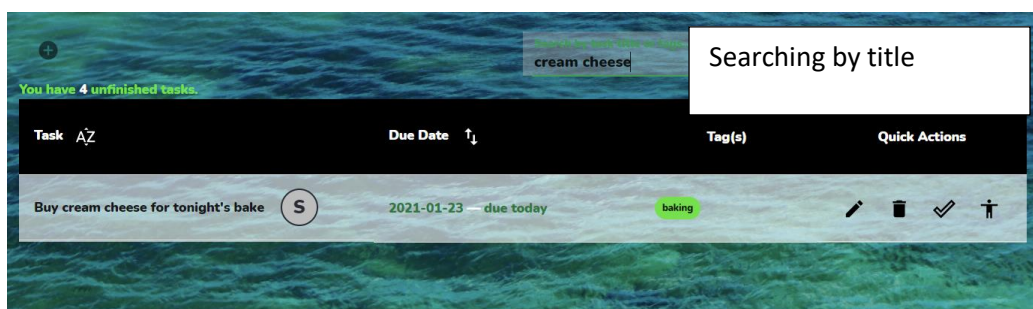 cream cheese
Searching by title
You have 4 unfinished tasks.
Task AZ
Due Date
Tag(s)
Quick Actions
Buy cream cheese for tonight's bake
S
2021-01-23 — due today
baking